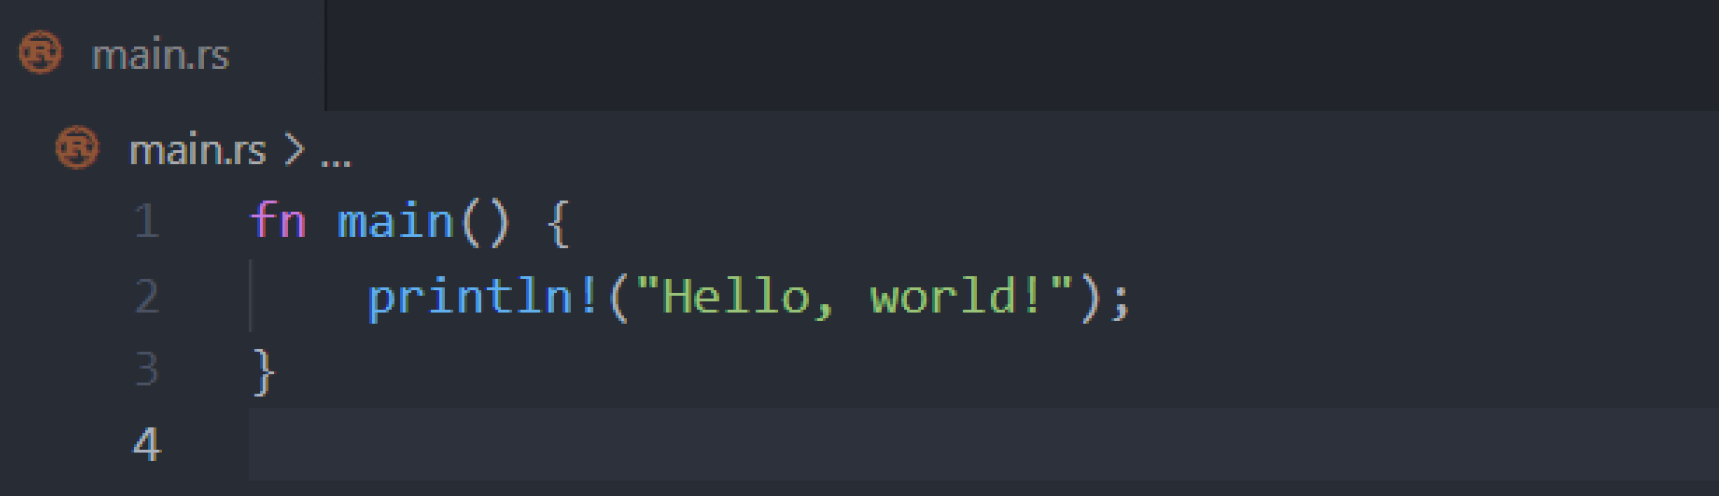 main.rs
main.rs > ...
1 fn main() {
2     println!("Hello, world!");
3 }
4